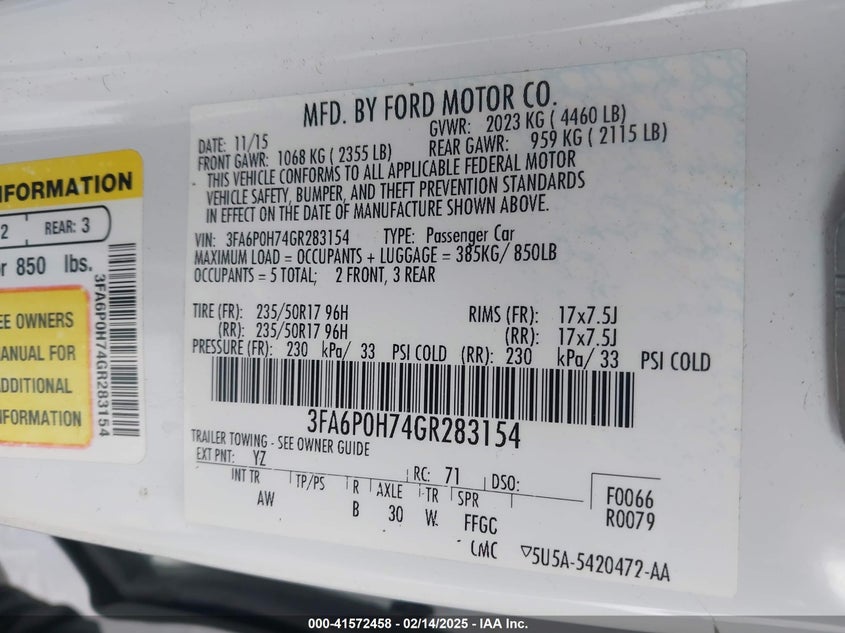 MFD. BY FORD MOTOR CO.
DATE: 11/15 GVWR: 2023 KG ( 4460 LB)
FRONT GAWR: 1068 KG ( 2355 LB) REAR GAWR: 959 KG ( 2115 LB)
THIS VEHICLE CONFORMS TO ALL APPLICABLE FEDERAL MOTOR
VEHICLE SAFETY, BUMPER, AND THEFT PREVENTION STANDARDS
IN EFFECT ON THE DATE OF MANUFACTURE SHOWN ABOVE.
VIN: 3FA6P0H74GR283154 TYPE: Passenger Car
MAXIMUM LOAD = OCCUPANTS + LUGGAGE = 385KG/ 850LB
OCCUPANTS = 5 TOTAL; 2 FRONT, 3 REAR
TIRE (FR): 235/50R17 96H RIMS (FR): 17x7.5J
(RR): 235/50R17 96H (RR): 17x7.5J
PRESSURE (FR): 230 kPa/ 33 PSI COLD (RR): 230 kPa/ 33 PSI COLD
3FA6P0H74GR283154
TRAILER TOWING - SEE OWNER GUIDE
EXT PNT: YZ RC: 71 DSO:
INT TR TP/PS R AXLE TR SPR
AW B 30 W FFGC
F0066
R0079
CMC ▽5U5A-5420472-AA
NFORMATION
2 REAR: 3
or 850 lbs.
EE OWNERS
ANUAL FOR
ADDITIONAL
NFORMATION
3FA6P0H74GR283154
000-41572458 - 02/14/2025 - IAA Inc.